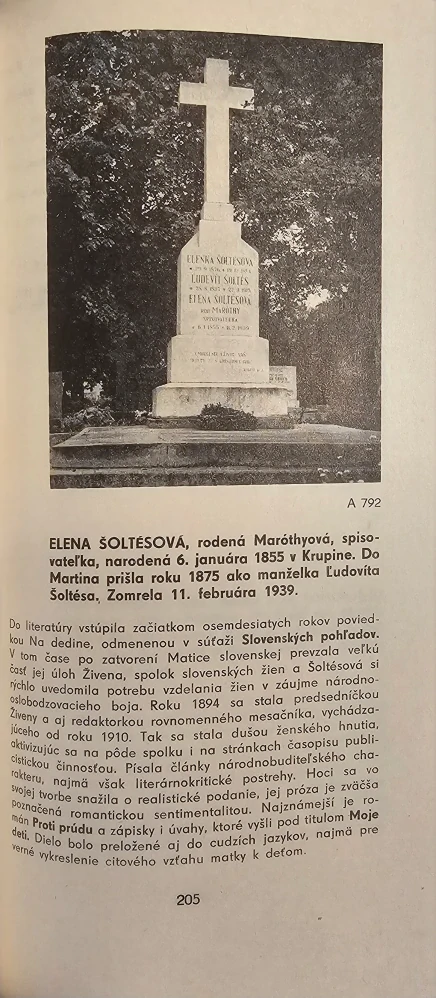 ELENKA ŠOLTÉSOVÁ
ĽUDEVÍT ŠOLTÉS
ELENA ŠOLTÉSOVÁ
MARÓTHY
A 792
ELENA ŠOLTÉSOVÁ, rodená Maróthyová, spiso-
vateľka, narodená 6. januára 1855 v Krupine. Do
Martina prišla roku 1875 ako manželka Ľudovíta
Šoltésa. Zomrela 11. februára 1939.
Do literatúry vstúpila začiatkom osemdesiatych rokov povied-
kou Na dedine, odmenenou v súťaži Slovenských pohľadov.
V tom čase po zatvorení Matice slovenskej prevzala veľkú
časť jej úloh Živena, spolok slovenských žien a Šoltésová si
rýchlo uvedomila potrebu vzdelania žien v záujme národno-
oslobodzovacieho boja. Roku 1894 sa stala predsedníčkou
Živeny a aj redaktorkou rovnomenného mesačníka, vychádza-
júceho od roku 1910. Tak sa stala dušou ženského hnutia,
aktivizujúc sa na pôde spolku i na stránkach časopisu publi-
cistickou činnosťou. Písala články národnobuditeľského cha-
rakteru, najmä však literárnokritické postrehy. Hoci sa vo
svojej tvorbe snažila o realistické podanie, jej próza je zväčša
poznačená romantickou sentimentalitou. Najznámejší je ro-
mán Proti prúdu a zápisky i úvahy, ktoré vyšli pod titulom Moje
deti. Dielo bolo preložené aj do cudzích jazykov, najmä pre
verné vykreslenie citového vzťahu matky k deťom.
205